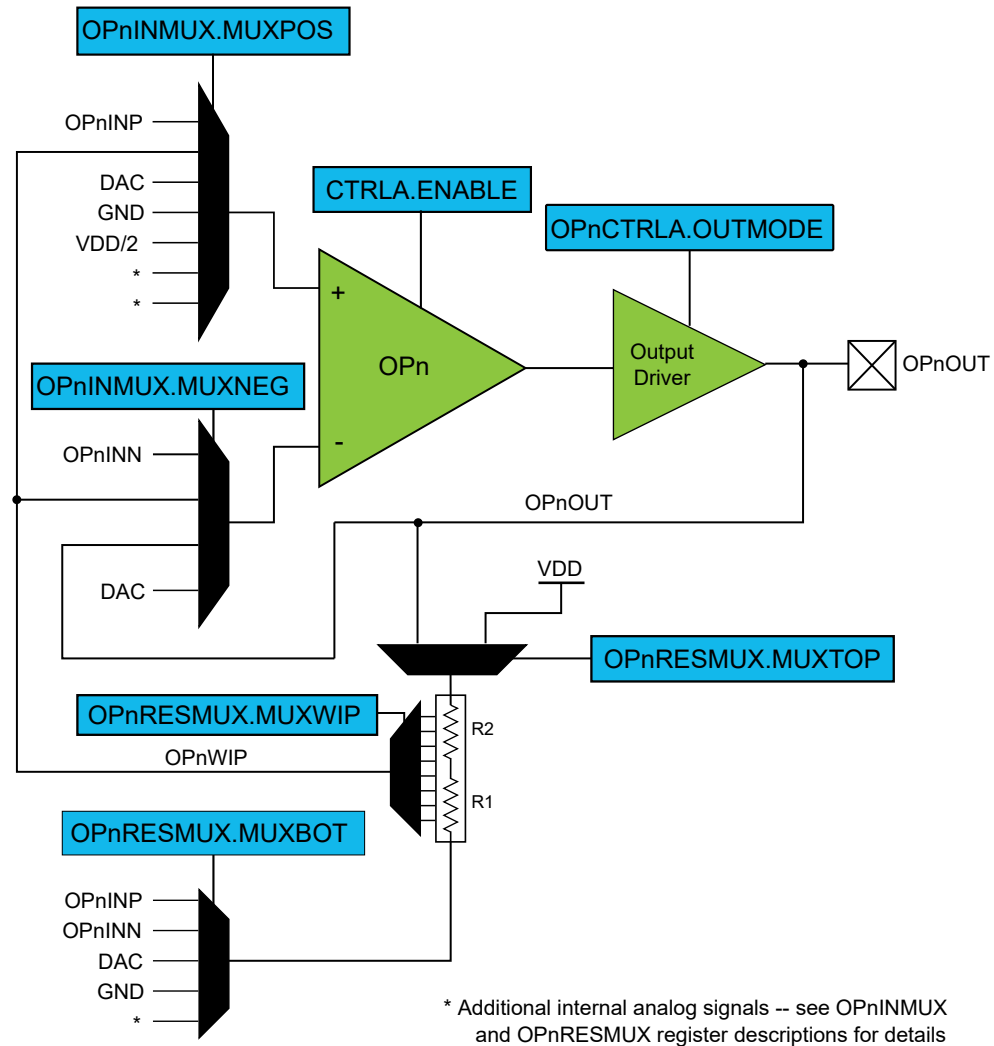 OPnINMUX.MUXPOS
OPnINP
DAC
GND
VDD/2
*
*
CTRLA.ENABLE
OPnCTRLA.OUTMODE
+
OPn
-
Output
Driver
OPnOUT
OPnINMUX.MUXNEG
OPnINN
DAC
OPnOUT
VDD
OPnRESMUX.MUXTOP
OPnRESMUX.MUXWIP
OPnWIP
R2
R1
OPnRESMUX.MUXBOT
OPnINP
OPnINN
DAC
GND
*
* Additional internal analog signals -- see OPnINMUX
and OPnRESMUX register descriptions for details